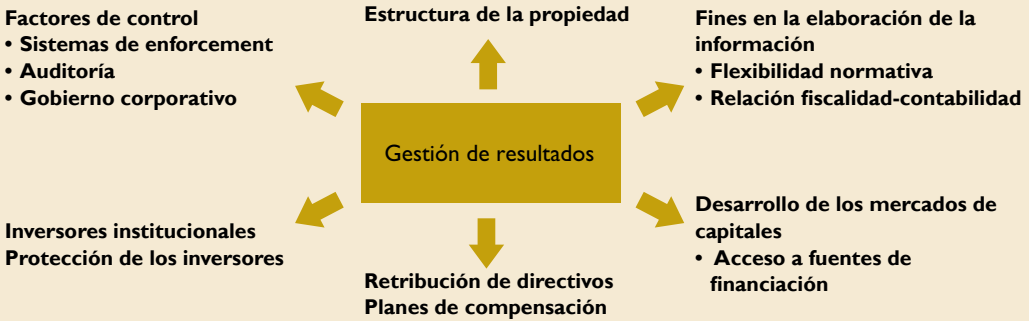 Factores de control
• Sistemas de enforcement
• Auditoría
• Gobierno corporativo
Estructura de la propiedad
Fines en la elaboración de la
información
• Flexibilidad normativa
• Relación fiscalidad-contabilidad
Gestión de resultados
Inversores institucionales
Protección de los inversores
Retribución de directivos
Planes de compensación
Desarrollo de los mercados de
capitales
• Acceso a fuentes de
financiación